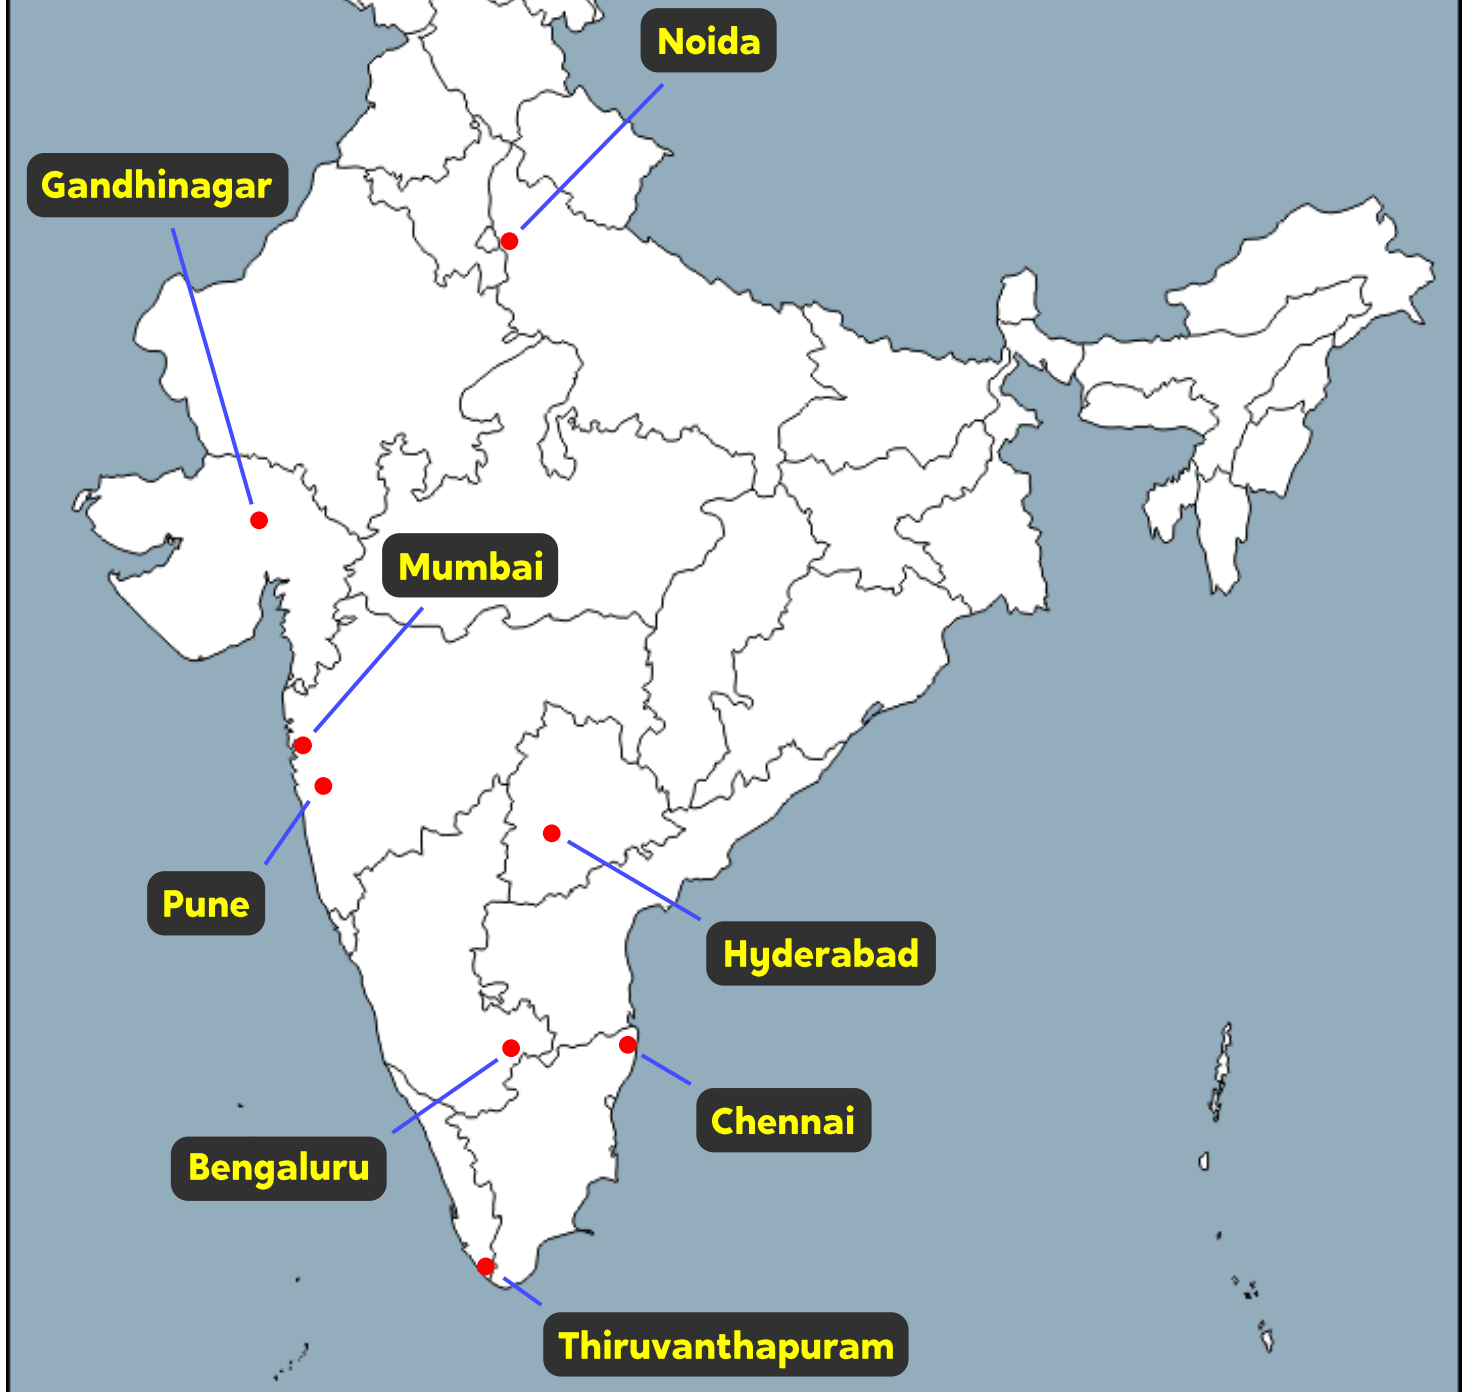 Noida
Gandhinagar
Mumbai
Pune
Hyderabad
Chennai
Bengaluru
Thiruvanthapuram